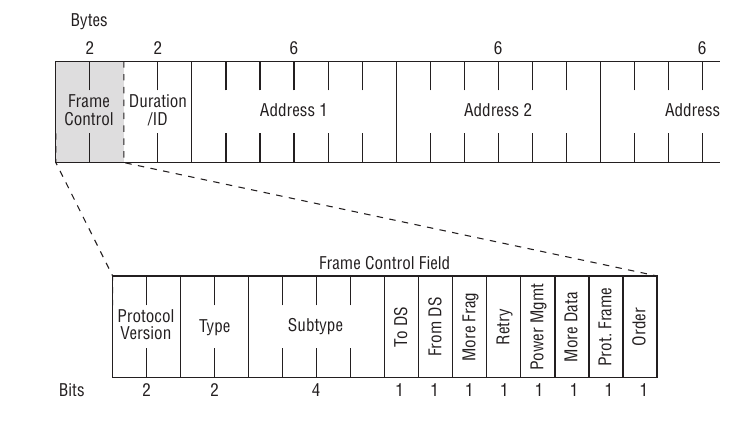 Bytes
2 2 6 6 6
Frame Control Duration /ID Address 1 Address 2 Address
Frame Control Field
Protocol Version Type Subtype To DS From DS More Frag Retry Power Mgmt More Data Prot. Frame Order
Bits 2 2 4 1 1 1 1 1 1 1 1